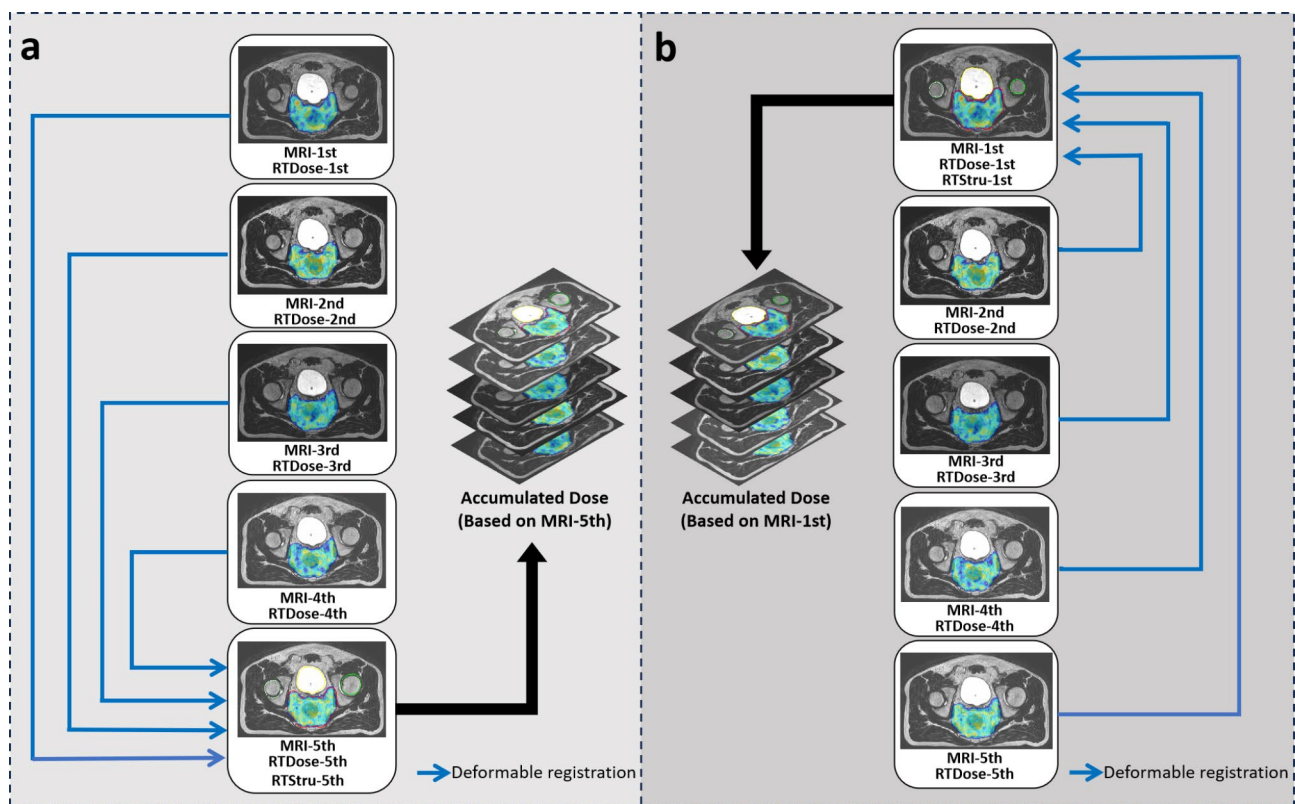 a
MRI-1st
RTDose-1st
MRI-2nd
RTDose-2nd
MRI-3rd
RTDose-3rd
MRI-4th
RTDose-4th
MRI-5th
RTDose-5th
RTStru-5th
Accumulated Dose
(Based on MRI-5th)
Deformable registration
b
MRI-1st
RTDose-1st
RTStru-1st
MRI-2nd
RTDose-2nd
MRI-3rd
RTDose-3rd
MRI-4th
RTDose-4th
MRI-5th
RTDose-5th
Accumulated Dose
(Based on MRI-1st)
Deformable registration